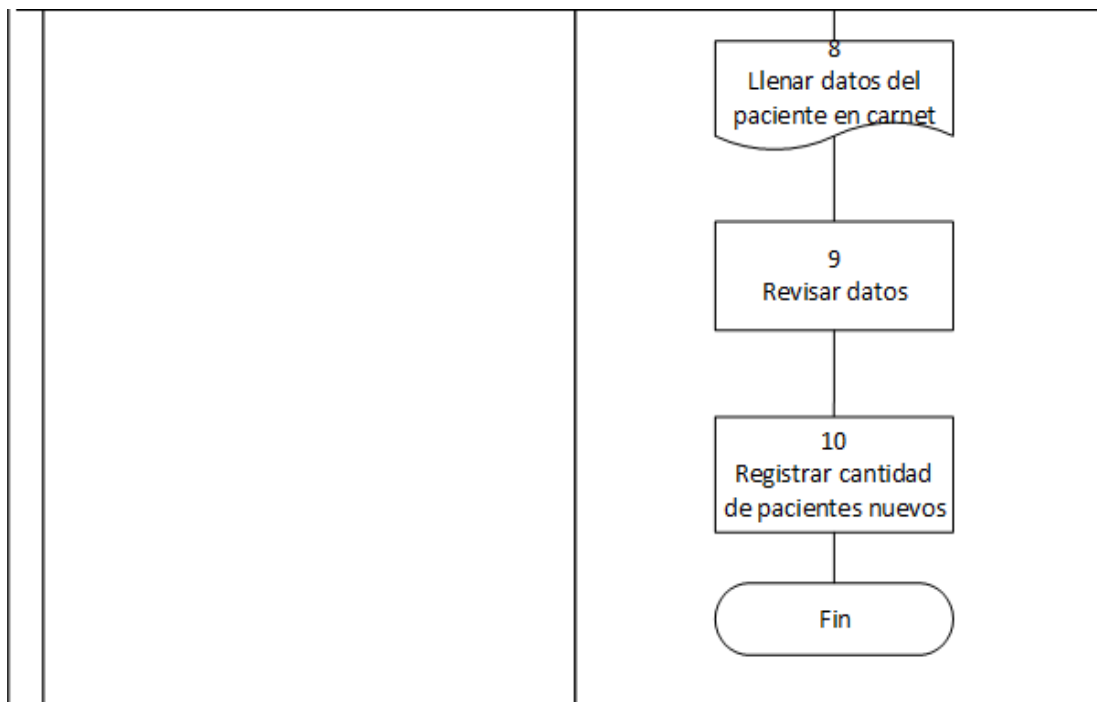 8
Llenar datos del
paciente en carnet
9
Revisar datos
10
Registrar cantidad
de pacientes nuevos
Fin